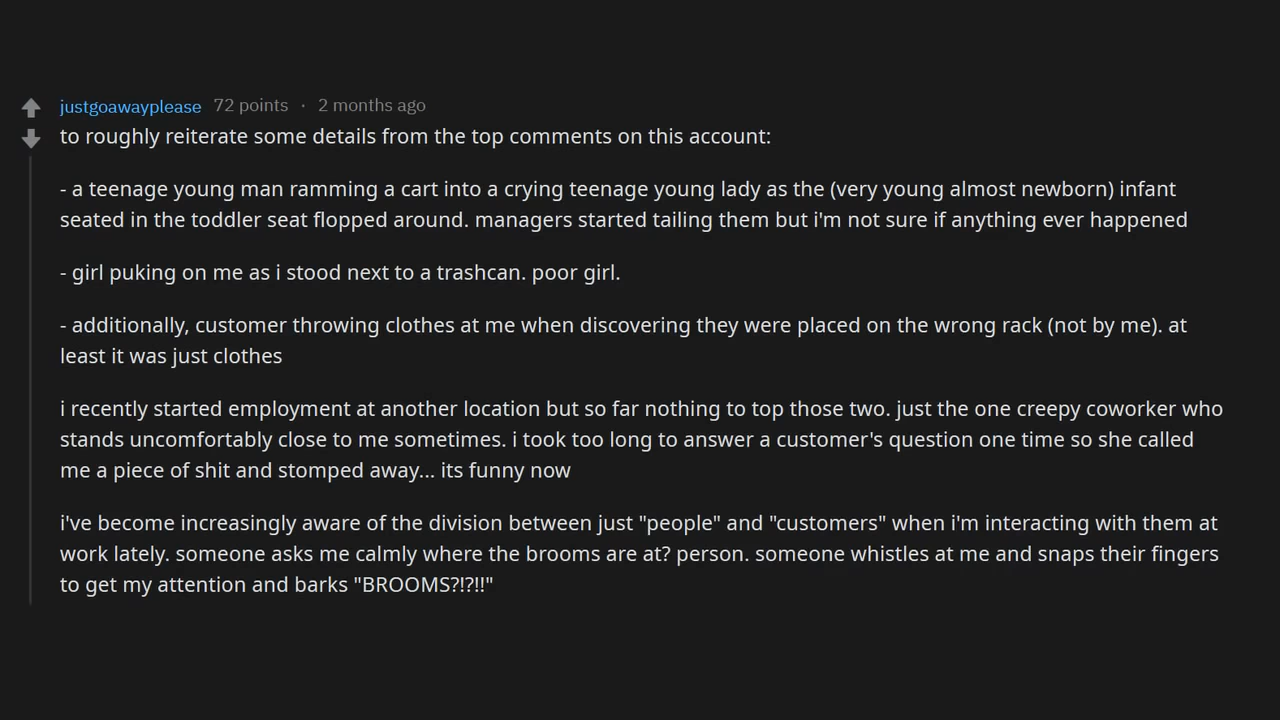 justgoawayplease 72 points · 2 months ago
to roughly reiterate some details from the top comments on this account:
- a teenage young man ramming a cart into a crying teenage young lady as the (very young almost newborn) infant
seated in the toddler seat flopped around. managers started tailing them but i'm not sure if anything ever happened
- girl puking on me as i stood next to a trashcan. poor girl.
- additionally, customer throwing clothes at me when discovering they were placed on the wrong rack (not by me). at
least it was just clothes
i recently started employment at another location but so far nothing to top those two. just the one creepy coworker who
stands uncomfortably close to me sometimes. i took too long to answer a customer's question one time so she called
me a piece of shit and stomped away... its funny now
i've become increasingly aware of the division between just "people" and "customers" when i'm interacting with them at
work lately. someone asks me calmly where the brooms are at? person. someone whistles at me and snaps their fingers
to get my attention and barks "BROOMS?!?!!"